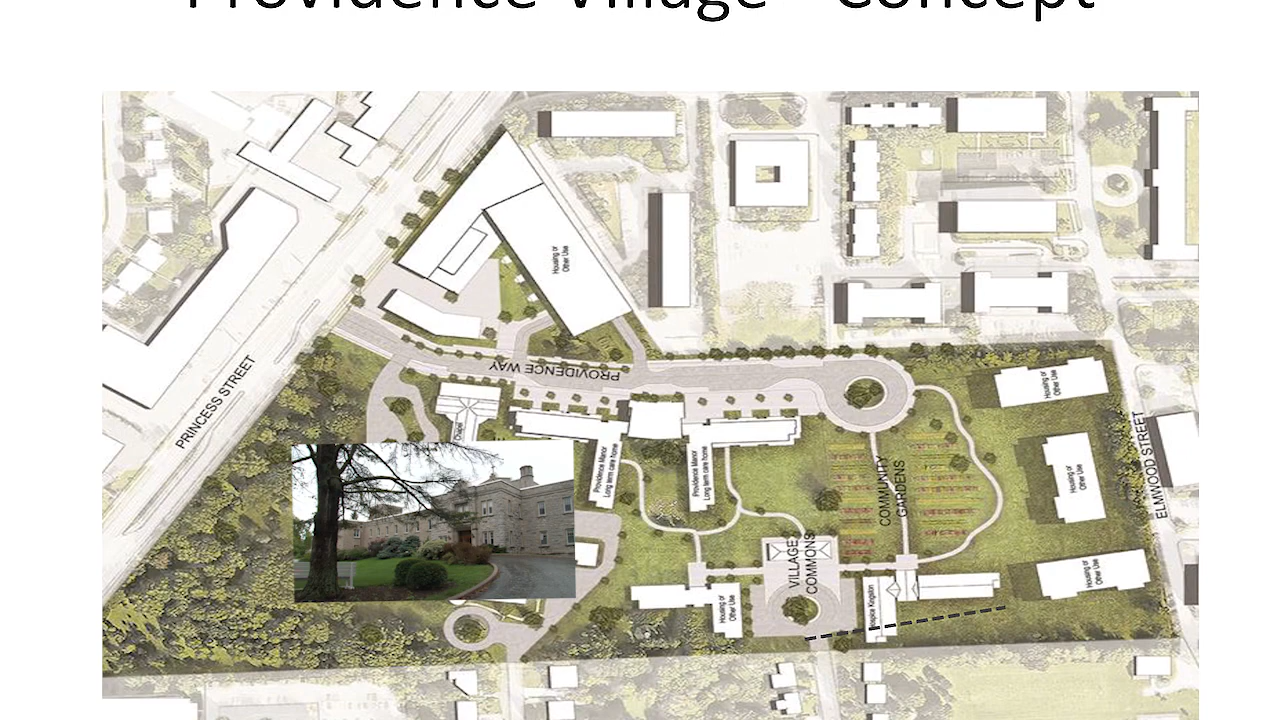 Providence Village - Concept
Housing or
Other Use
PRINCESS STREET
PROVIDENCE WAY
Chapel
Providence Manor
Long term care home
Providence Manor
Long term care home
COMMUNITY
GARDENS
Housing or
Other Use
Housing or
Other Use
ELMWOOD STREET
VILLAGE
COMMONS
Housing or
Other Use
Hospice Kingston
Housing or
Other Use